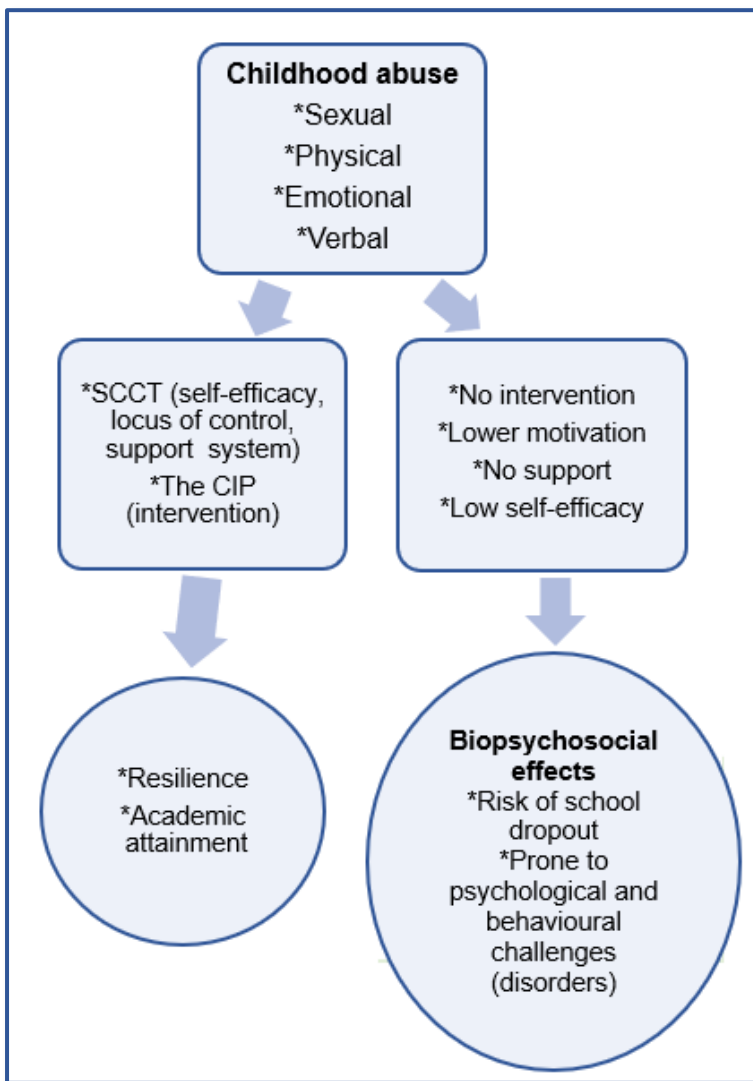 Childhood abuse
*Sexual
*Physical
*Emotional
*Verbal
*SCCT (self-efficacy,
locus of control,
support system)
*The CIP
(intervention)
*No intervention
*Lower motivation
*No support
*Low self-efficacy
*Resilience
*Academic
attainment
Biopsychosocial
effects
*Risk of school
dropout
*Prone to
psychological and
behavioural
challenges
(disorders)